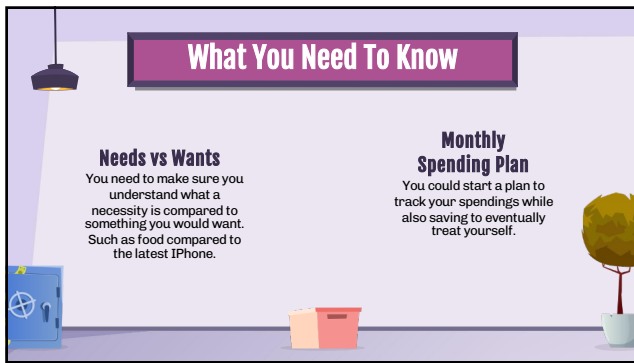 What You Need To Know
Needs vs Wants
You need to make sure you
understand what a
necessity is compared to
something you would want.
Such as food compared to
the latest IPhone.
Monthly
Spending Plan
You could start a plan to
track your spendings while
also saving to eventually
treat yourself.